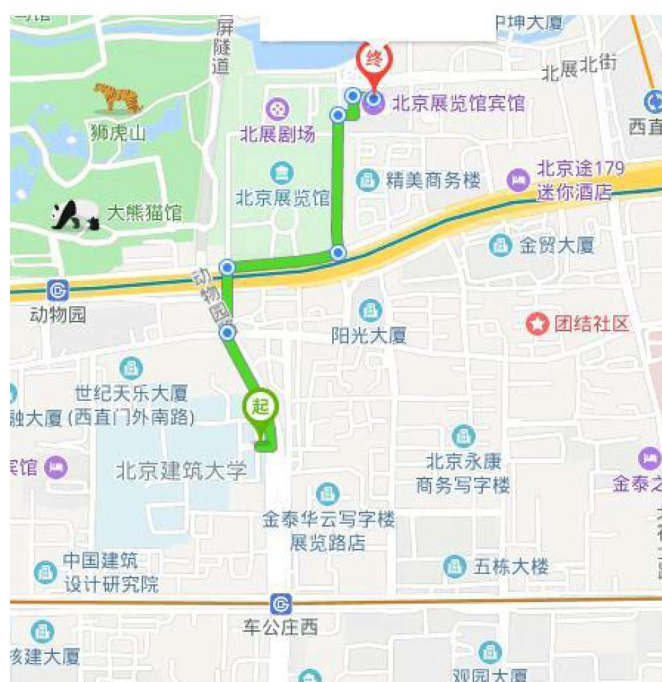 中坤大厦
屏隧道
终
北展北街
狮虎山
北展剧场
北京展览馆宾馆
西直
北京展览馆
精美商务楼
北京途179
迷你酒店
大熊猫馆
金贸大厦
动物园
动物园
阳光大厦
团结社区
世纪天乐大厦
(西直门外南路)
融大厦
起
宾馆
北京建筑大学
北京永康
商务写字楼
金泰之
金泰华云写字楼
展览路店
中国建筑
设计研究院
五栋大楼
车公庄西
核建大厦
观园大厦